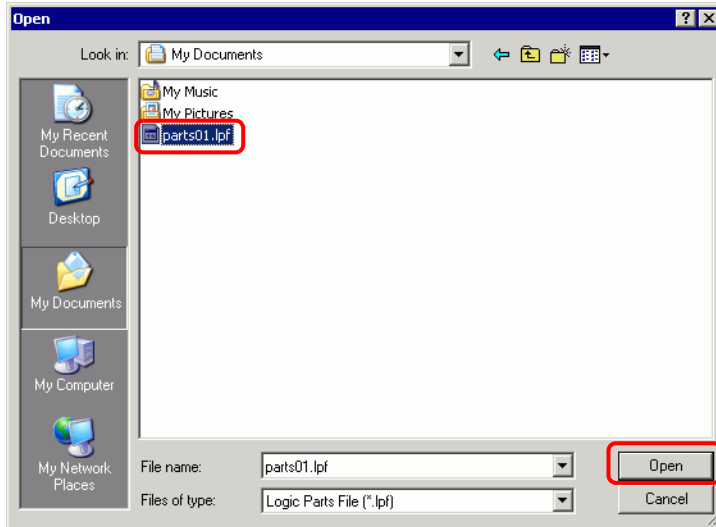 Open
Look in:
My Documents
My Recent
Documents
Desktop
My Documents
My Computer
My Network
Places
My Music
My Pictures
parts01.lpf
File name:
parts01.lpf
Open
Files of type:
Logic Parts File (*.lpf)
Cancel